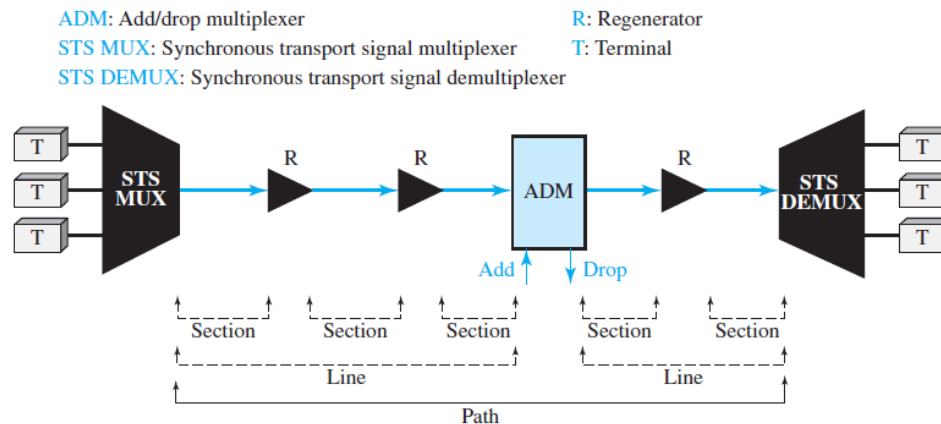 ADM: Add/drop multiplexer R: Regenerator
STS MUX: Synchronous transport signal multiplexer T: Terminal
STS DEMUX: Synchronous transport signal demultiplexer
T T
R R R
T STS MUX ADM STS DEMUX T
T T
Add Drop
Section Section Section Section Section
Line Line
Path